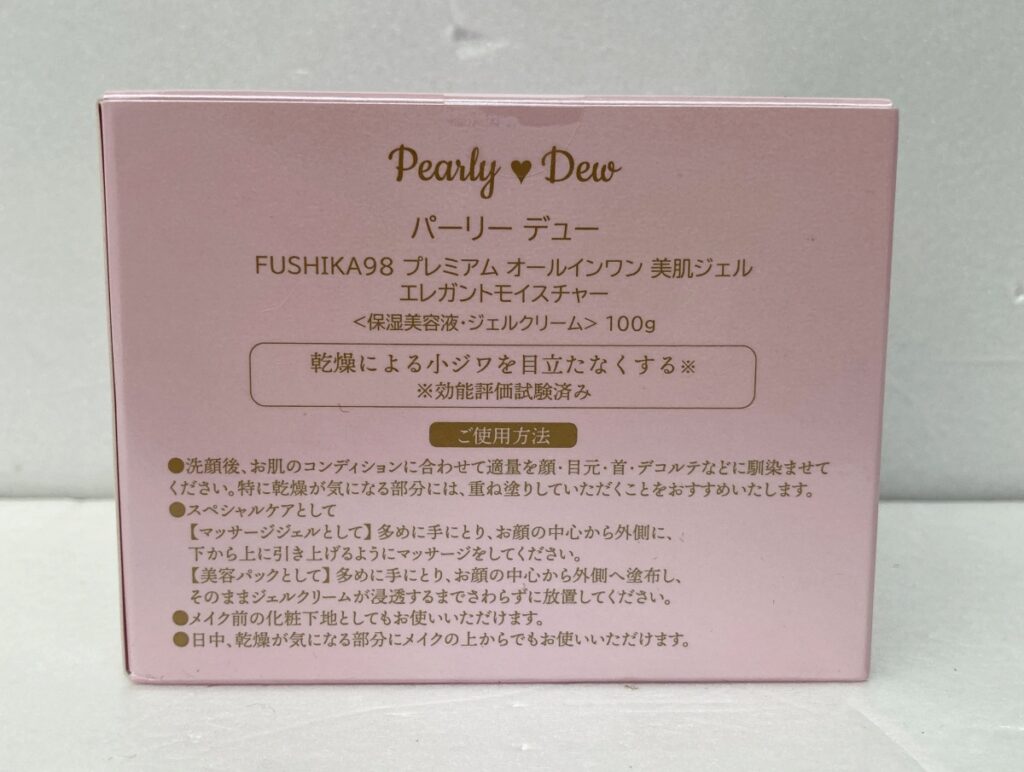 Pearly ♥ Dew
パーリー デュー
FUSHIKA98 プレミアム オールインワン 美肌ジェル
エレガントモイスチャー
<保湿美容液・ジェルクリーム> 100g
乾燥による小ジワを目立たなくする※
※効能評価試験済み
ご使用方法
●洗顔後、お肌のコンディションに合わせて適量を顔・目元・首・デコルテなどに馴染ませて
ください。特に乾燥が気になる部分には、重ね塗りしていただくことをおすすめいたします。
●スペシャルケアとして
【マッサージジェルとして】多めに手にとり、お顔の中心から外側に、
下から上に引き上げるようにマッサージをしてください。
【美容パックとして】多めに手にとり、お顔の中心から外側へ塗布し、
そのままジェルクリームが浸透するまでさわらずに放置してください。
●メイク前の化粧下地としてもお使いいただけます。
●日中、乾燥が気になる部分にメイクの上からでもお使いいただけます。